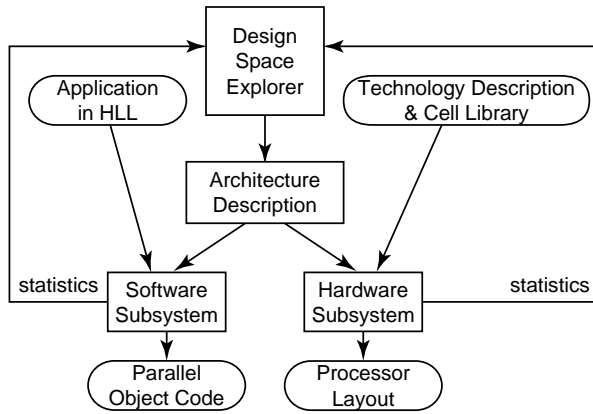 Design
Space
Explorer
Application
in HLL
Technology Description
& Cell Library
Architecture
Description
statistics
Software
Subsystem
Hardware
Subsystem
statistics
Parallel
Object Code
Processor
Layout